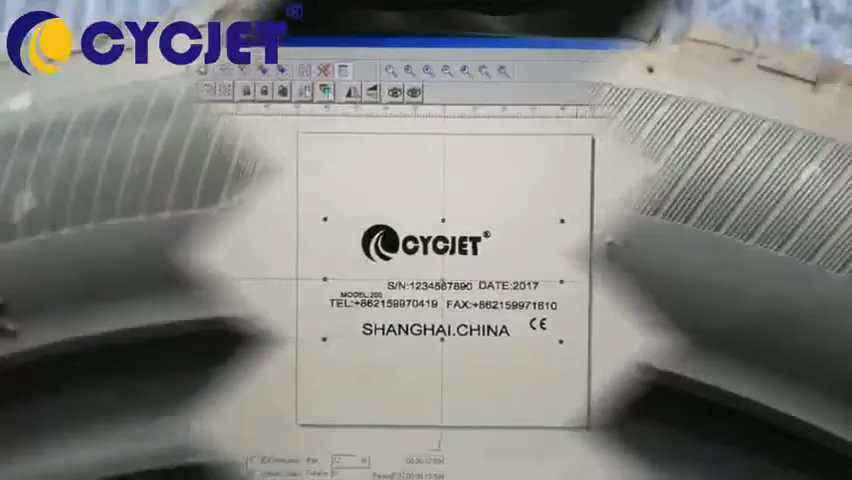 CYCJET®
CYCJET®
S/N:1234567890 DATE:2017
MODEL:200
TEL:+862159970419 FAX:+862159971610
SHANGHAI.CHINA CE